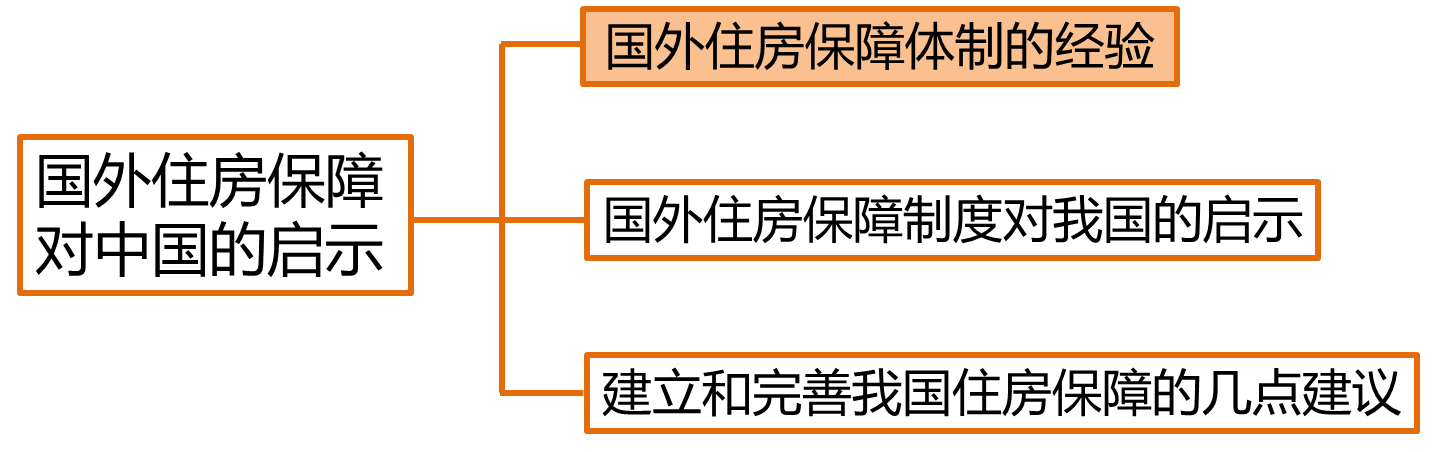 国外住房保障体制的经验
国外住房保障
对中国的启示
国外住房保障制度对我国的启示
建立和完善我国住房保障的几点建议